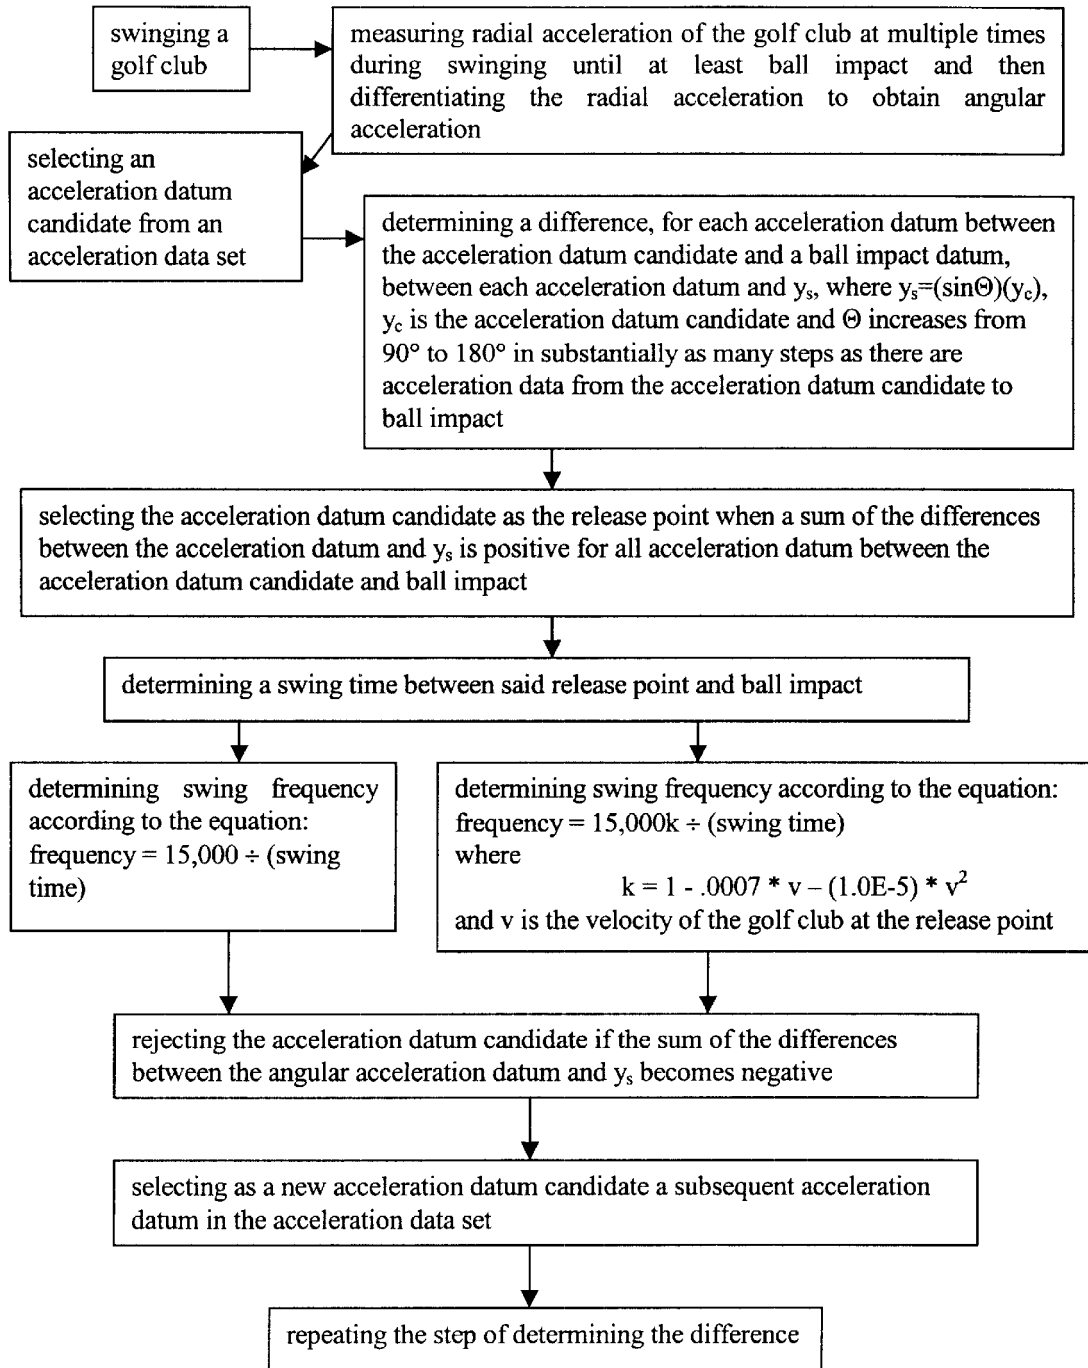 swinging a
golf club
measuring radial acceleration of the golf club at multiple times
during swinging until at least ball impact and then
differentiating the radial acceleration to obtain angular
acceleration
selecting an
acceleration datum
candidate from an
acceleration data set
determining a difference, for each acceleration datum between
the acceleration datum candidate and a ball impact datum,
between each acceleration datum and yₛ, where yₛ=(sinΘ)(y_c),
y_c is the acceleration datum candidate and Θ increases from
90° to 180° in substantially as many steps as there are
acceleration data from the acceleration datum candidate to
ball impact
selecting the acceleration datum candidate as the release point when a sum of the differences
between the acceleration datum and yₛ is positive for all acceleration datum between the
acceleration datum candidate and ball impact
determining a swing time between said release point and ball impact
determining swing frequency
according to the equation:
frequency = 15,000 ÷ (swing
time)
determining swing frequency according to the equation:
frequency = 15,000k ÷ (swing time)
where
k = 1 - .0007 * v – (1.0E-5) * v²
and v is the velocity of the golf club at the release point
rejecting the acceleration datum candidate if the sum of the differences
between the angular acceleration datum and yₛ becomes negative
selecting as a new acceleration datum candidate a subsequent acceleration
datum in the acceleration data set
repeating the step of determining the difference